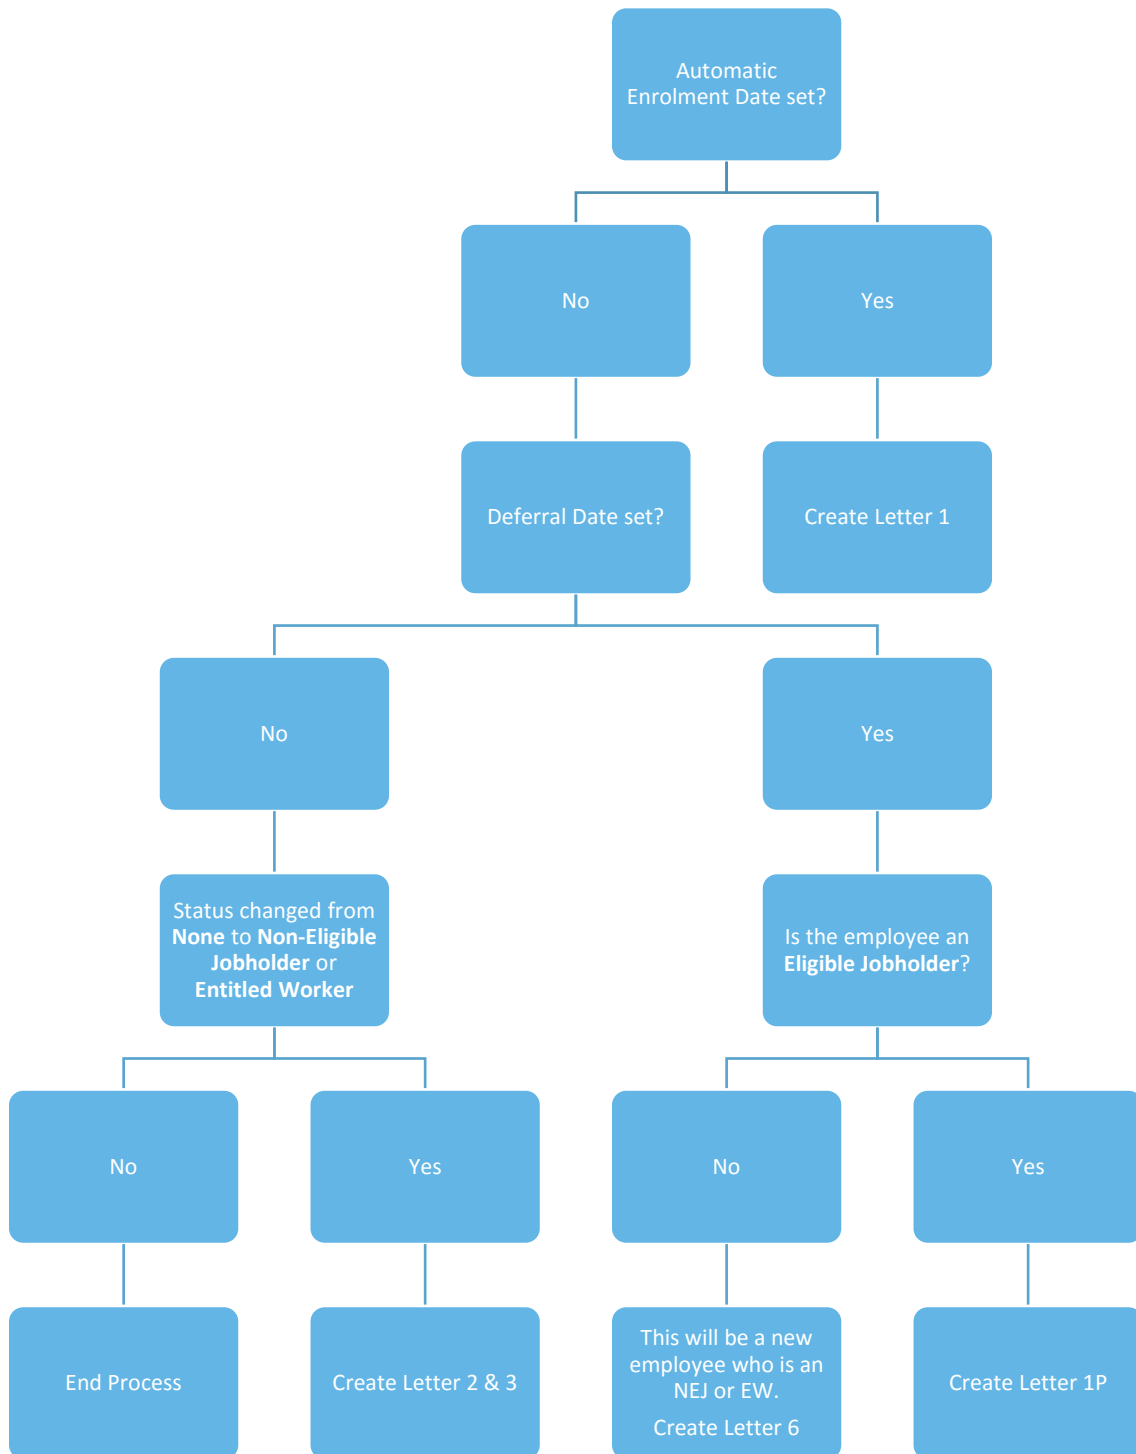 Automatic
Enrolment Date set?
No
Yes
Deferral Date set?
Create Letter 1
No
Yes
Status changed from
None to Non-Eligible
Jobholder or
Entitled Worker
Is the employee an
Eligible Jobholder?
No
Yes
No
Yes
End Process
Create Letter 2 & 3
This will be a new
employee who is an
NEJ or EW.
Create Letter 6
Create Letter 1P